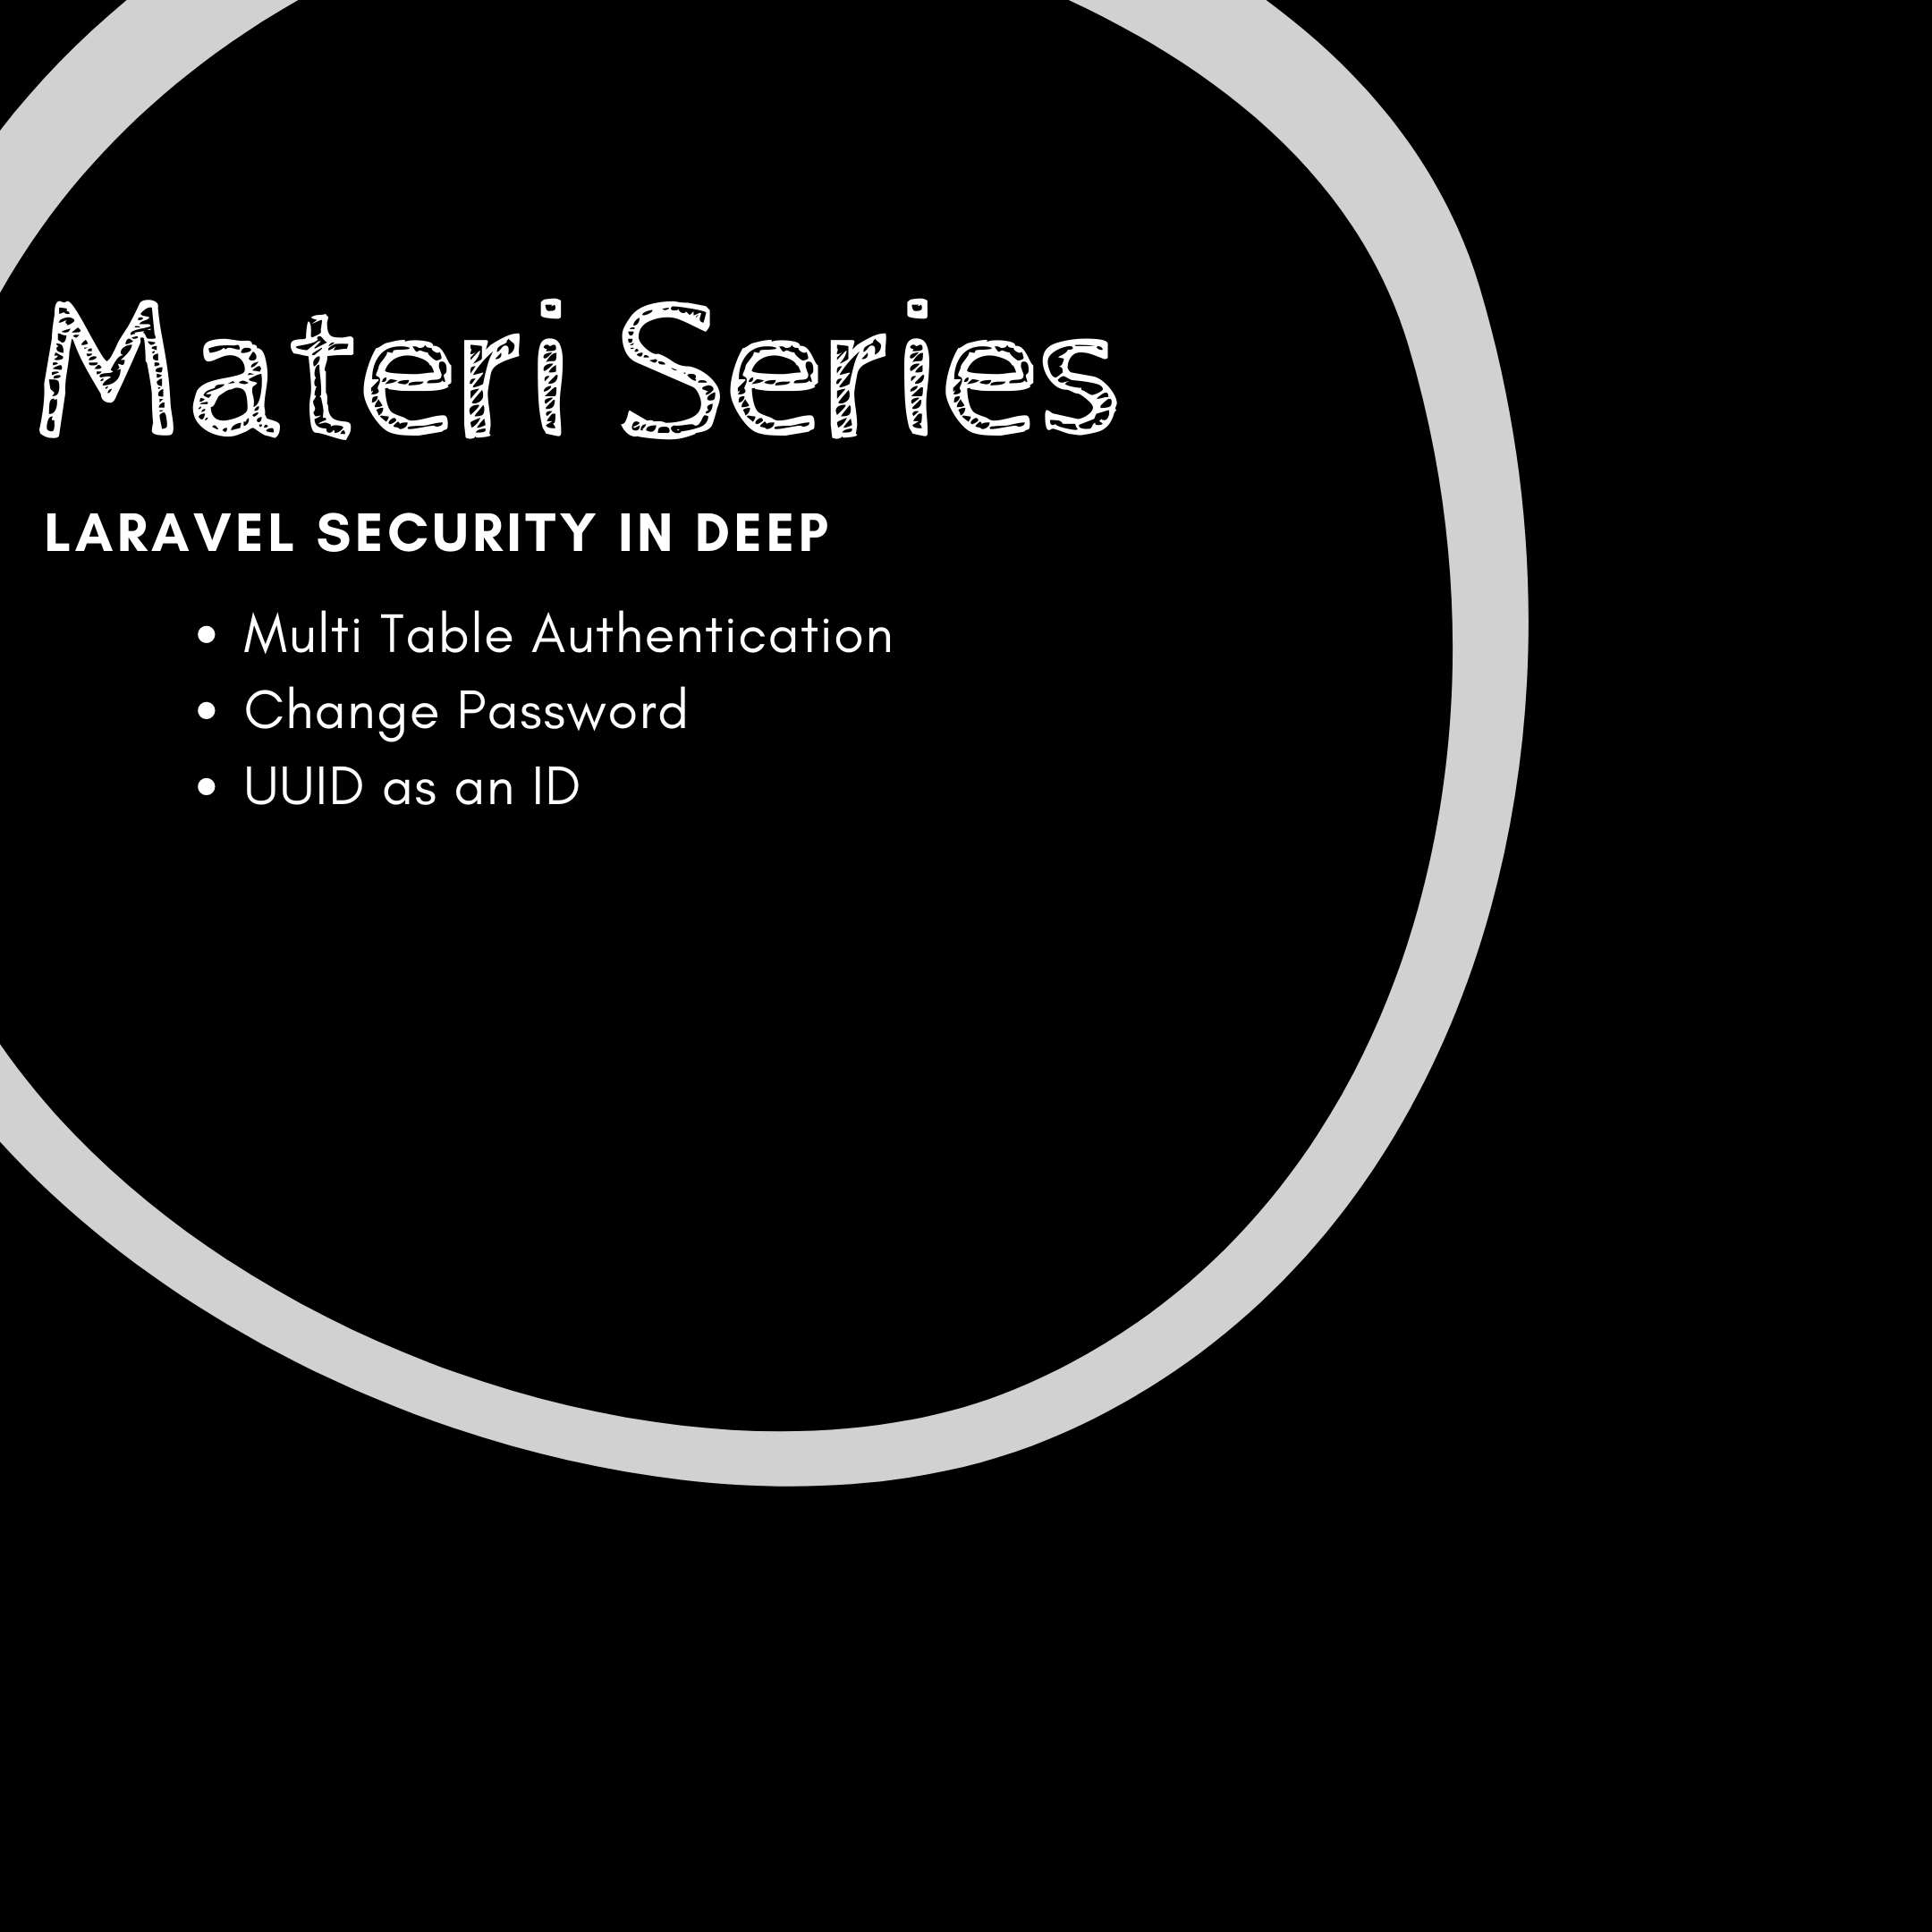 Materi Series
LARAVEL SECURITY IN DEEP
• Multi Table Authentication
• Change Password
• UUID as an ID